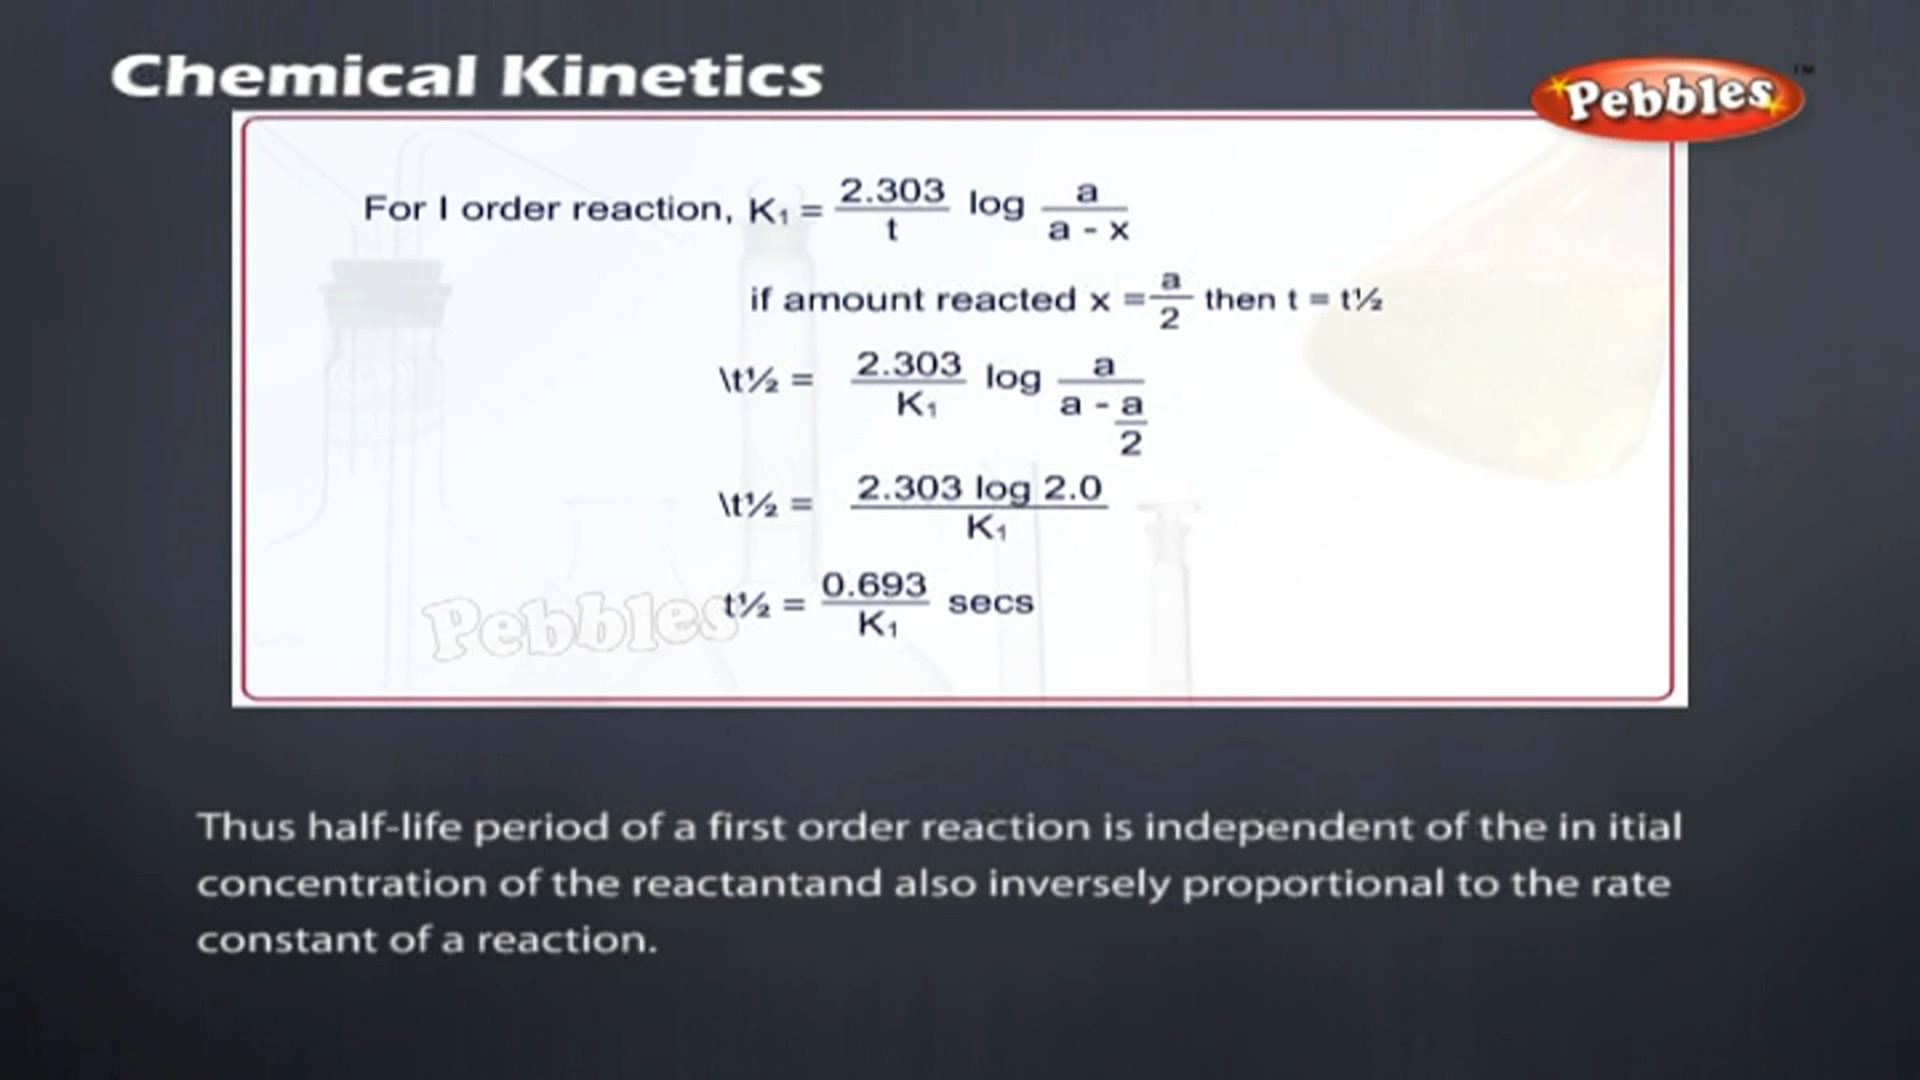 Chemical Kinetics
Pebbles™
For I order reaction, K₁ = 2.303/t log a/(a - x)
if amount reacted x = a/2 then t = t½
\t½ = 2.303/K₁ log a/(a - a/2)
\t½ = 2.303 log 2.0/K₁
Pebbles
t½ = 0.693/K₁ secs
Thus half-life period of a first order reaction is independent of the in itial
concentration of the reactantand also inversely proportional to the rate
constant of a reaction.